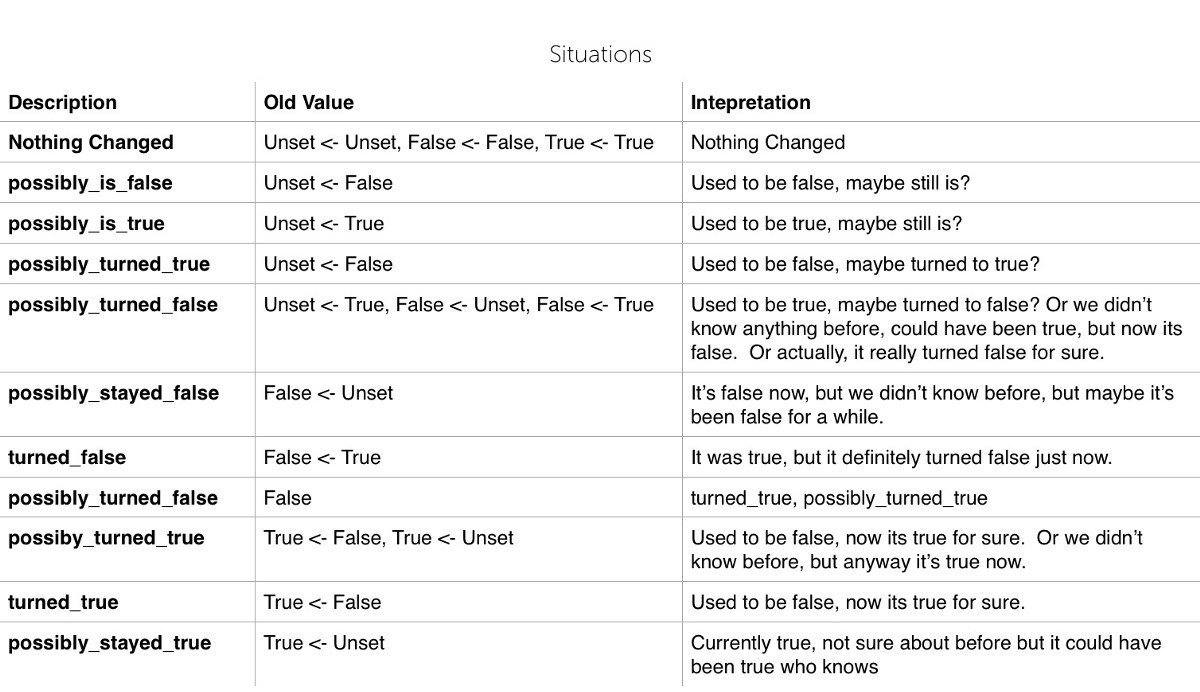 Situations
Description Old Value Intepretation
Nothing Changed Unset <- Unset, False <- False, True <- True Nothing Changed
possibly_is_false Unset <- False Used to be false, maybe still is?
possibly_is_true Unset <- True Used to be true, maybe still is?
possibly_turned_true Unset <- False Used to be false, maybe turned to true?
possibly_turned_false Unset <- True, False <- Unset, False <- True Used to be true, maybe turned to false? Or we didn’t
know anything before, could have been true, but now its
false.  Or actually, it really turned false for sure.
possibly_stayed_false False <- Unset It’s false now, but we didn’t know before, but maybe it’s
been false for a while.
turned_false False <- True It was true, but it definitely turned false just now.
possibly_turned_false False turned_true, possibly_turned_true
possiby_turned_true True <- False, True <- Unset Used to be false, now its true for sure.  Or we didn’t
know before, but anyway it’s true now.
turned_true True <- False Used to be false, now its true for sure.
possibly_stayed_true True <- Unset Currently true, not sure about before but it could have
been true who knows